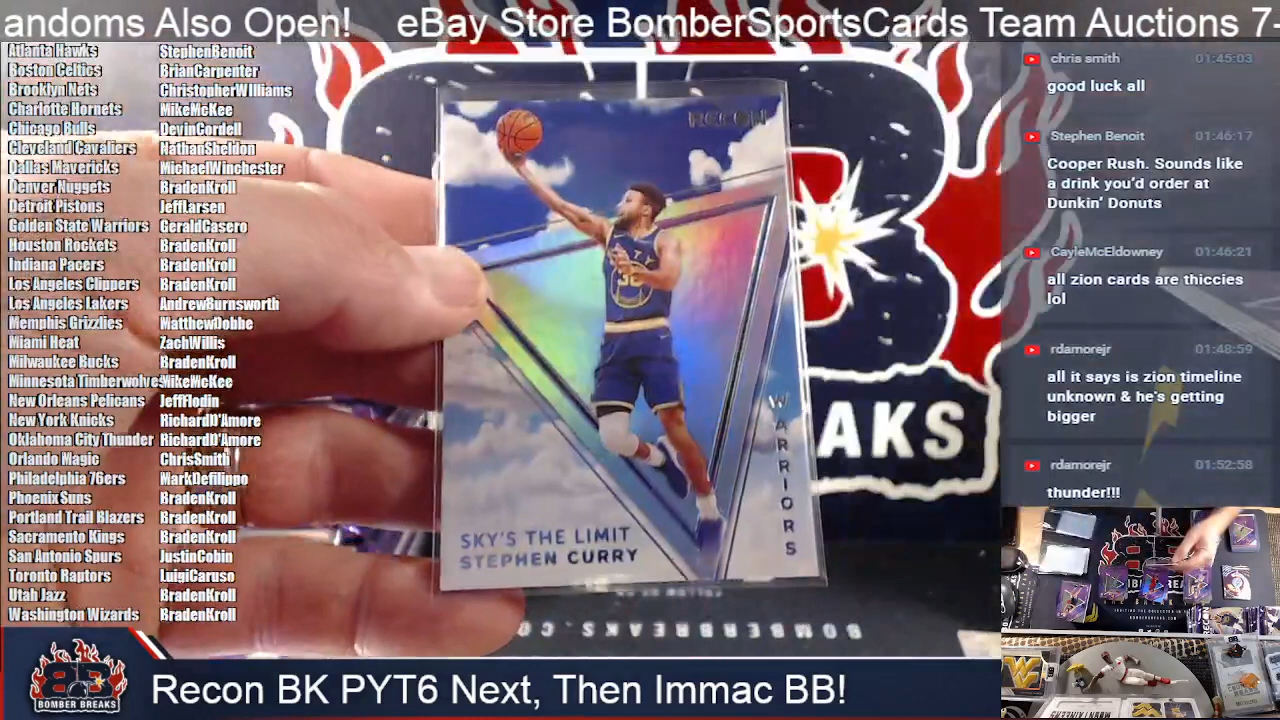 andoms Also Open! eBay Store BomberSportsCards Team Auctions 7-
Atlanta Hawks StephenBenoit
Boston Celtics BrianCarpenter
Brooklyn Nets ChristopherWIlliams
Charlotte Hornets MikeMcKee
Chicago Bulls DevinCordell
Cleveland Cavaliers NathanSheldon
Dallas Mavericks MichaelWinchester
Denver Nuggets BradenKroll
Detroit Pistons JeffLarsen
Golden State Warriors GeraldCasero
Houston Rockets BradenKroll
Indiana Pacers BradenKroll
Los Angeles Clippers BradenKroll
Los Angeles Lakers AndrewBurnsworth
Memphis Grizzlies MatthewDobbe
Miami Heat ZachWillis
Milwaukee Bucks BradenKroll
Minnesota Timberwolves MikeMcKee
New Orleans Pelicans JeffHodin
New York Knicks RichardD'Amore
Oklahoma City Thunder RichardD'Amore
Orlando Magic ChrisSmith
Philadelphia 76ers MarkDefilippo
Phoenix Suns BradenKroll
Portland Trail Blazers BradenKroll
Sacramento Kings BradenKroll
San Antonio Spurs JustinCobin
Toronto Raptors LuigiCaruso
Utah Jazz BradenKroll
Washington Wizards BradenKroll
RECON
30
WARRIORS
SKY'S THE LIMIT
STEPHEN CURRY
AKS
BOMBERBREAKS.CO
chris smith 01:45:03
good luck all
Stephen Benoit 01:46:17
Cooper Rush. Sounds like
a drink you'd order at
Dunkin' Donuts
CayleMcEldowney 01:46:21
all zion cards are thiccies
lol
rdamorejr 01:48:59
all it says is zion timeline
unknown & he's getting
bigger
rdamorejr 01:52:58
thunder!!!
BOMBER BREAKS
Recon BK PYT6 Next, Then Immac BB!